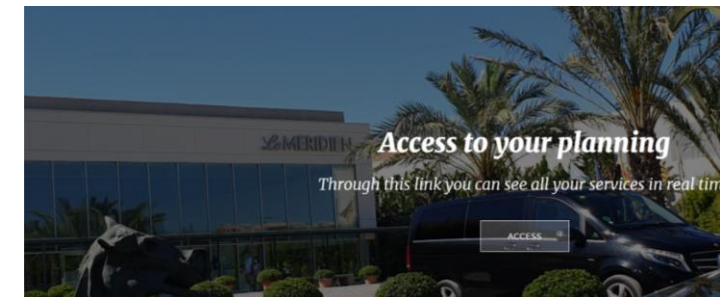 Le MERIDIEN
Access to your planning
Through this link you can see all your services in real tim
ACCESS